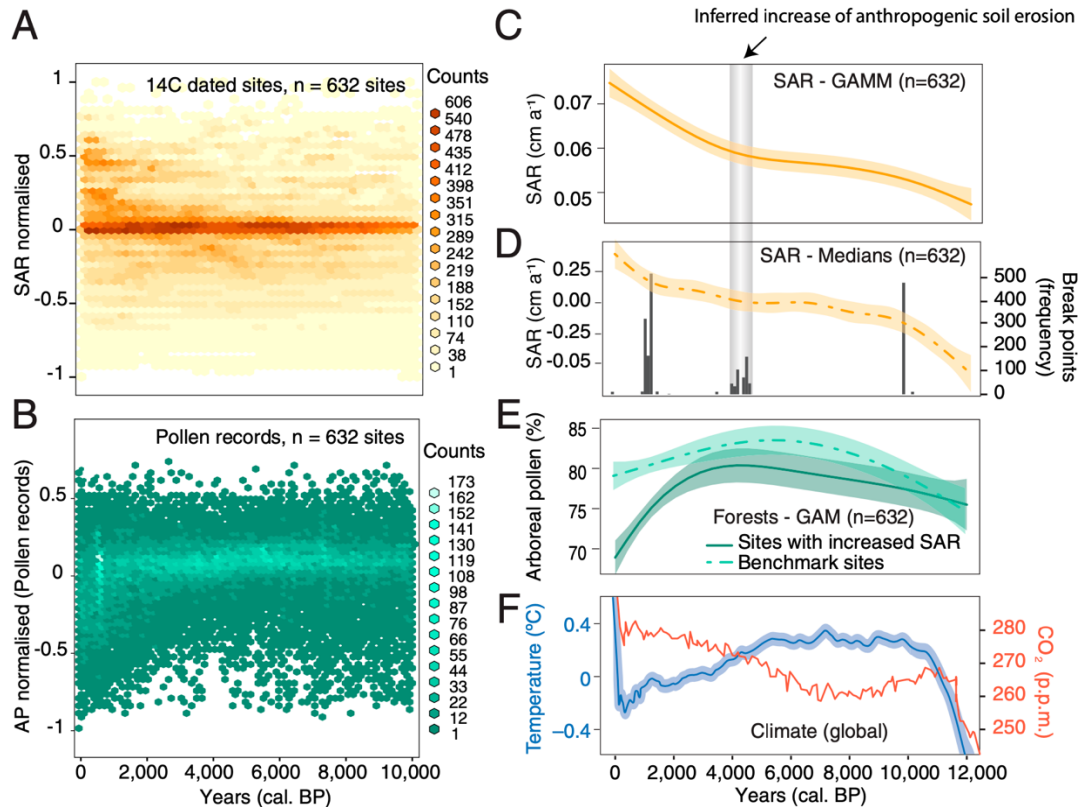 Inferred increase of anthropogenic soil erosion
A
14C dated sites, n = 632 sites
SAR normalised
1
0.5
0
-0.5
-1
Counts
606
540
478
435
412
398
351
315
289
242
219
188
152
110
74
38
1
B
Pollen records, n = 632 sites
AP normalised (Pollen records)
0.5
0
-0.5
-1
Counts
173
162
152
141
130
119
108
98
87
76
66
55
44
33
22
12
1
0 2,000 4,000 6,000 8,000 10,000
Years (cal. BP)
C
SAR - GAMM (n=632)
SAR (cm a⁻¹)
0.07
0.06
0.05
D
SAR - Medians (n=632)
SAR (cm a⁻¹)
0.25
0.00
-0.25
-0.05
500
400
300
200
100
0
Break points
(frequency)
E
Arboreal pollen (%)
85
80
75
70
Forests - GAM (n=632)
Sites with increased SAR
Benchmark sites
F
Temperature (ºC)
0.4
0
−0.4
Climate (global)
280
270
260
250
CO₂ (p.p.m.)
0 2,000 4,000 6,000 8,000 10,000 12,000
Years (cal. BP)